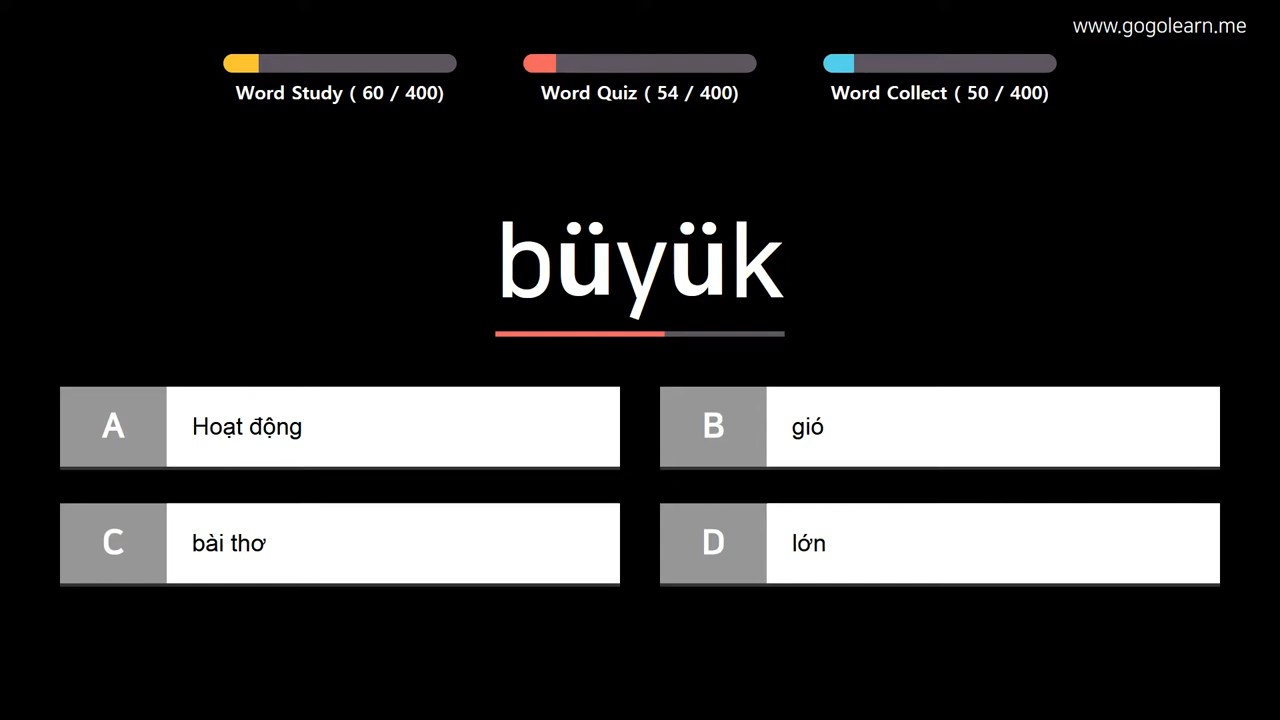 www.gogolearn.me
Word Study ( 60 / 400)
Word Quiz ( 54 / 400)
Word Collect ( 50 / 400)
büyük
A Hoạt động
B gió
C bài thơ
D lớn